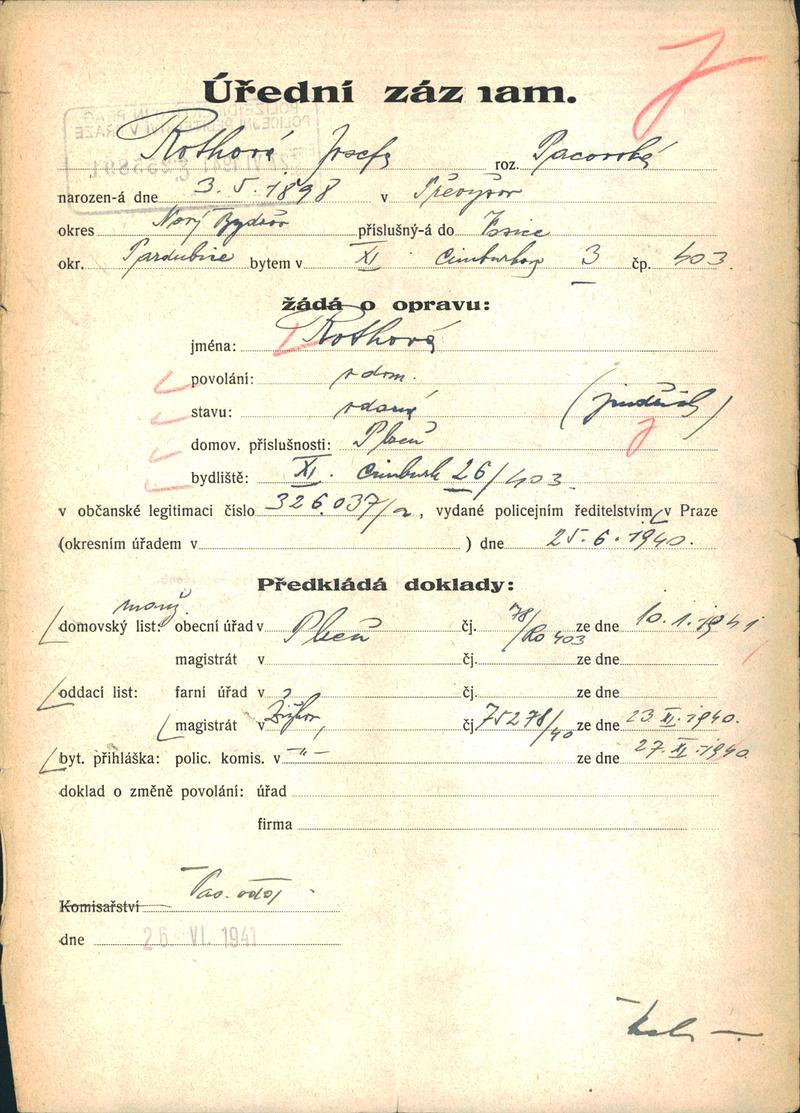 Úřední záz nam.
Rothová Josefa roz. Pacovská
narozen-á dne 3. 5. 1898 v Převýšov
okres Nový Bydžov příslušný-á do
okr. Pardubice bytem v XI Cimburkova 3 čp. 403.
žádá o opravu:
jména: Rothová
povolání: v dom.
stavu: vdaná (Jindřich)
domov. příslušnosti: Plzeň
bydliště: XI. Cimburk 26/403.
v občanské legitimaci číslo 326.037/ , vydané policejním ředitelstvím v Praze
(okresním úřadem v ) dne 25. 6. 1940.
Předkládá doklady:
domovský list: obecní úřad v Plzeň čj. 78/Ro 403 ze dne 10. 1. 1941
magistrát v čj. ze dne
oddací list: farní úřad v čj. ze dne
magistrát v čj. 75278/40 ze dne 23. XI. 1940.
byt. přihláška: polic. komis. v -"- ze dne 27. XI. 1940.
doklad o změně povolání: úřad
firma
Komisařství Pas. odd.
dne 26. VI. 1941